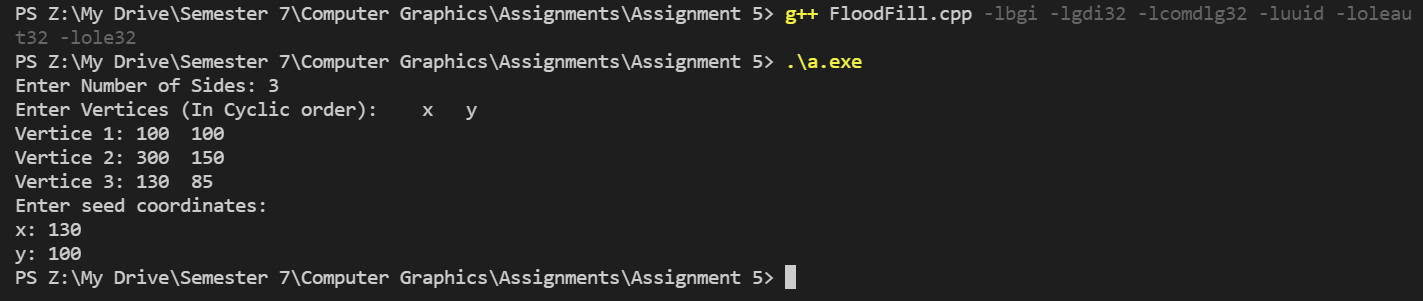 PS Z:\My Drive\Semester 7\Computer Graphics\Assignments\Assignment 5> g++ FloodFill.cpp -lbgi -lgdi32 -lcomdlg32 -luuid -loleau
t32 -lole32
PS Z:\My Drive\Semester 7\Computer Graphics\Assignments\Assignment 5> .\a.exe
Enter Number of Sides: 3
Enter Vertices (In Cyclic order):    x   y
Vertice 1: 100  100
Vertice 2: 300  150
Vertice 3: 130  85
Enter seed coordinates:
x: 130
y: 100
PS Z:\My Drive\Semester 7\Computer Graphics\Assignments\Assignment 5>